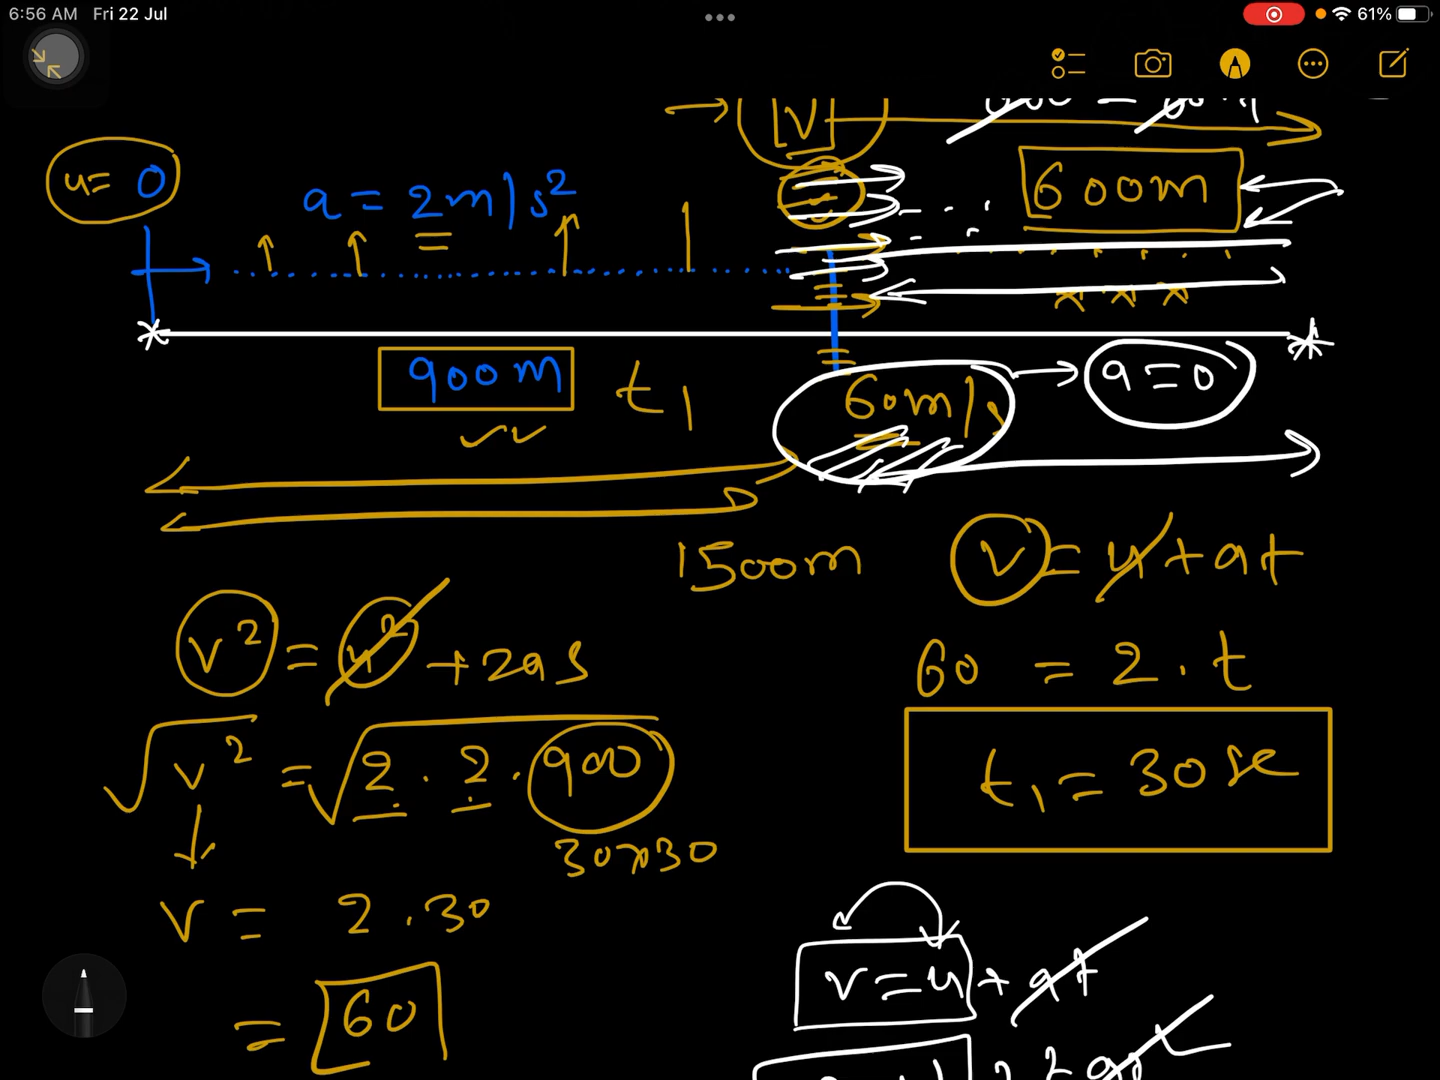 6:56 AM Fri 22 Jul
61%
V
u= 0
a = 2m/s²
600m
900m
t₁
60m/s
a=0
1500m
v = u + at
v² = u² + 2as
60 = 2 . t
√v² = √2 . 2 . 900
t₁ = 30 sec
30×30
v = 2 . 30
v = u + at
= 60